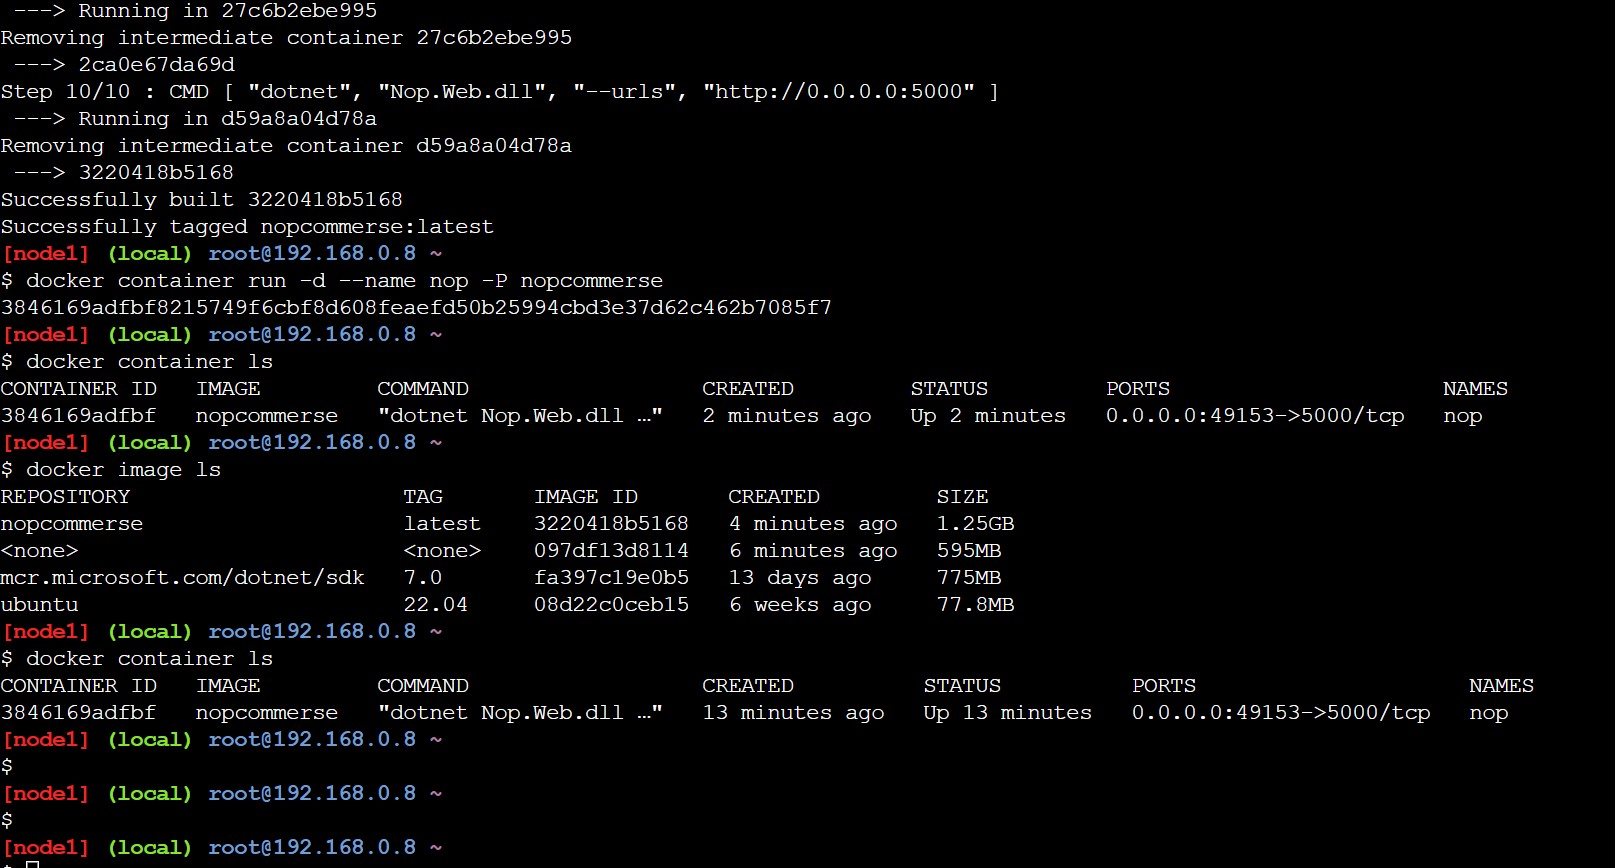 ---> Running in 27c6b2ebe995
Removing intermediate container 27c6b2ebe995
---> 2ca0e67da69d
Step 10/10 : CMD [ "dotnet", "Nop.Web.dll", "--urls", "http://0.0.0.0:5000" ]
---> Running in d59a8a04d78a
Removing intermediate container d59a8a04d78a
---> 3220418b5168
Successfully built 3220418b5168
Successfully tagged nopcommerse:latest
[node1] (local) root@192.168.0.8 ~
$ docker container run -d --name nop -P nopcommerse
3846169adfbf8215749f6cbf8d608feaefd50b25994cbd3e37d62c462b7085f7
[node1] (local) root@192.168.0.8 ~
$ docker container ls
CONTAINER ID   IMAGE         COMMAND                  CREATED         STATUS         PORTS                     NAMES
3846169adfbf   nopcommerse   "dotnet Nop.Web.dll …"   2 minutes ago   Up 2 minutes   0.0.0.0:49153->5000/tcp   nop
[node1] (local) root@192.168.0.8 ~
$ docker image ls
REPOSITORY                     TAG       IMAGE ID       CREATED         SIZE
nopcommerse                    latest    3220418b5168   4 minutes ago   1.25GB
<none>                         <none>    097df13d8114   6 minutes ago   595MB
mcr.microsoft.com/dotnet/sdk   7.0       fa397c19e0b5   13 days ago     775MB
ubuntu                         22.04     08d22c0ceb15   6 weeks ago     77.8MB
[node1] (local) root@192.168.0.8 ~
$ docker container ls
CONTAINER ID   IMAGE         COMMAND                  CREATED          STATUS          PORTS                     NAMES
3846169adfbf   nopcommerse   "dotnet Nop.Web.dll …"   13 minutes ago   Up 13 minutes   0.0.0.0:49153->5000/tcp   nop
[node1] (local) root@192.168.0.8 ~
$
[node1] (local) root@192.168.0.8 ~
$
[node1] (local) root@192.168.0.8 ~